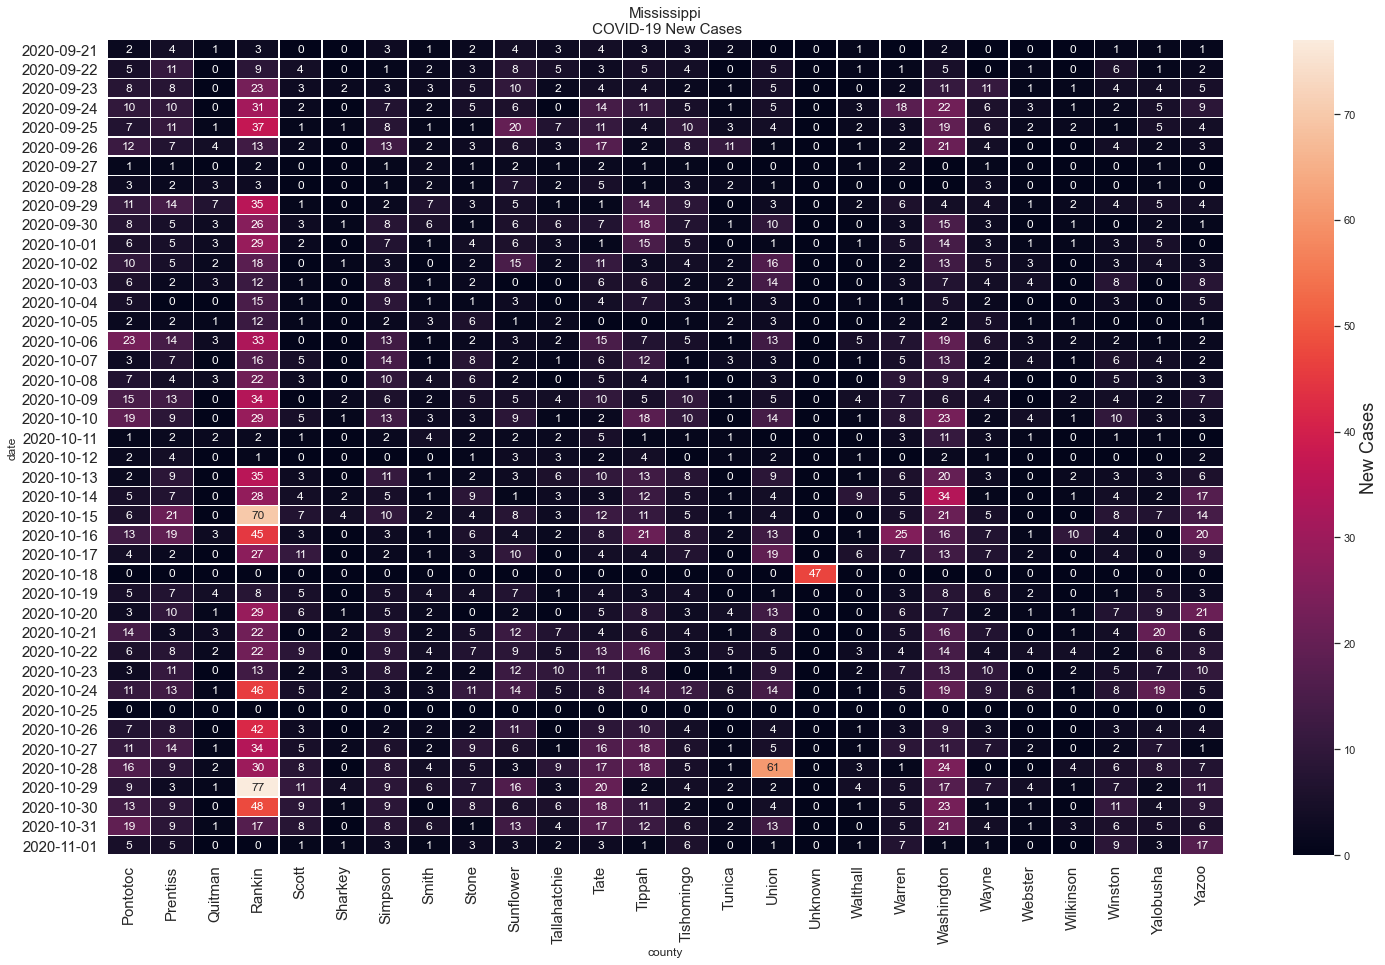 Mississippi
COVID-19 New Cases
2020-09-21 2 4 1 3 0 0 3 1 2 4 3 4 3 3 2 0 0 1 0 2 0 0 0 1 1 1
2020-09-22 5 11 0 9 4 0 1 2 3 8 5 3 5 4 0 5 0 1 1 5 0 1 0 6 1 2
2020-09-23 8 8 0 23 3 2 3 3 5 10 2 4 4 2 1 5 0 0 2 11 11 1 1 4 4 5
2020-09-24 10 10 0 31 2 0 7 2 5 6 0 14 11 5 1 5 0 3 18 22 6 3 1 2 5 9
2020-09-25 7 11 1 37 1 1 8 1 1 20 7 11 4 10 3 4 0 2 3 19 6 2 2 1 5 4
2020-09-26 12 7 4 13 2 0 13 2 3 6 3 17 2 8 11 1 0 1 2 21 4 0 0 4 2 3
2020-09-27 1 1 0 2 0 0 1 2 1 2 1 2 1 1 0 0 0 1 2 0 1 0 0 0 1 0
2020-09-28 3 2 3 3 0 0 1 2 1 7 2 5 1 3 2 1 0 0 0 0 3 0 0 0 1 0
2020-09-29 11 14 7 35 1 0 2 7 3 5 1 1 14 9 0 3 0 2 6 4 4 1 2 4 5 4
2020-09-30 8 5 3 26 3 1 8 6 1 6 6 7 18 7 1 10 0 0 3 15 3 0 1 0 2 1
2020-10-01 6 5 3 29 2 0 7 1 4 6 3 1 15 5 0 1 0 1 5 14 3 1 1 3 5 0
2020-10-02 10 5 2 18 0 1 3 0 2 15 2 11 3 4 2 16 0 0 2 13 5 3 0 3 4 3
2020-10-03 6 2 3 12 1 0 8 1 2 0 0 6 6 2 2 14 0 0 3 7 4 4 0 8 0 8
2020-10-04 5 0 0 15 1 0 9 1 1 3 0 4 7 3 1 3 0 1 1 5 2 0 0 3 0 5
2020-10-05 2 2 1 12 1 0 2 3 6 1 2 0 0 1 2 3 0 0 2 2 5 1 1 0 0 1
2020-10-06 23 14 3 33 0 0 13 1 2 3 2 15 7 5 1 13 0 5 7 19 6 3 2 2 1 2
2020-10-07 3 7 0 16 5 0 14 1 8 2 1 6 12 1 3 3 0 1 5 13 2 4 1 6 4 2
2020-10-08 7 4 3 22 3 0 10 4 6 2 0 5 4 1 0 3 0 0 9 9 4 0 0 5 3 3
2020-10-09 15 13 0 34 0 2 6 2 5 5 4 10 5 10 1 5 0 4 7 6 4 0 2 4 2 7
2020-10-10 19 9 0 29 5 1 13 3 3 9 1 2 18 10 0 14 0 1 8 23 2 4 1 10 3 3
2020-10-11 1 2 2 2 1 0 2 4 2 2 2 5 1 1 1 0 0 0 3 11 3 1 0 1 1 0
2020-10-12 2 4 0 1 0 0 0 0 1 3 3 2 4 0 1 2 0 1 0 2 1 0 0 0 0 2
2020-10-13 2 9 0 35 3 0 11 1 2 3 6 10 13 8 0 9 0 1 6 20 3 0 2 3 3 6
2020-10-14 5 7 0 28 4 2 5 1 9 1 3 3 12 5 1 4 0 9 5 34 1 0 1 4 2 17
2020-10-15 6 21 0 70 7 4 10 2 4 8 3 12 11 5 1 4 0 0 5 21 5 0 0 8 7 14
2020-10-16 13 19 3 45 3 0 3 1 6 4 2 8 21 8 2 13 0 1 25 16 7 1 10 4 0 20
2020-10-17 4 2 0 27 11 0 2 1 3 10 0 4 4 7 0 19 0 6 7 13 7 2 0 4 0 9
2020-10-18 0 0 0 0 0 0 0 0 0 0 0 0 0 0 0 0 47 0 0 0 0 0 0 0 0 0
2020-10-19 5 7 4 8 5 0 5 4 4 7 1 4 3 4 0 1 0 0 3 8 6 2 0 1 5 3
2020-10-20 3 10 1 29 6 1 5 2 0 2 0 5 8 3 4 13 0 0 6 7 2 1 1 7 9 21
2020-10-21 14 3 3 22 0 2 9 2 5 12 7 4 6 4 1 8 0 0 5 16 7 0 1 4 20 6
2020-10-22 6 8 2 22 9 0 9 4 7 9 5 13 16 3 5 5 0 3 4 14 4 4 4 2 6 8
2020-10-23 3 11 0 13 2 3 8 2 2 12 10 11 8 0 1 9 0 2 7 13 10 0 2 5 7 10
2020-10-24 11 13 1 46 5 2 3 3 11 14 5 8 14 12 6 14 0 1 5 19 9 6 1 8 19 5
2020-10-25 0 0 0 0 0 0 0 0 0 0 0 0 0 0 0 0 0 0 0 0 0 0 0 0 0 0
2020-10-26 7 8 0 42 3 0 2 2 2 11 0 9 10 4 0 4 0 1 3 9 3 0 0 3 4 4
2020-10-27 11 14 1 34 5 2 6 2 9 6 1 16 18 6 1 5 0 1 9 11 7 2 0 2 7 1
2020-10-28 16 9 2 30 8 0 8 4 5 3 9 17 18 5 1 61 0 3 1 24 0 0 4 6 8 7
2020-10-29 9 3 1 77 11 4 9 6 7 16 3 20 2 4 2 2 0 4 5 17 7 4 1 7 2 11
2020-10-30 13 9 0 48 9 1 9 0 8 6 6 18 11 2 0 4 0 1 5 23 1 1 0 11 4 9
2020-10-31 19 9 1 17 8 0 8 6 1 13 4 17 12 6 2 13 0 0 5 21 4 1 3 6 5 6
2020-11-01 5 5 0 0 1 1 3 1 3 3 2 3 1 6 0 1 0 1 7 1 1 0 0 9 3 17
date
Pontotoc Prentiss Quitman Rankin Scott Sharkey Simpson Smith Stone Sunflower Tallahatchie Tate Tippah Tishomingo Tunica Union Unknown Walthall Warren Washington Wayne Webster Wilkinson Winston Yalobusha Yazoo
county
70
60
50
40
30
20
10
0
New Cases